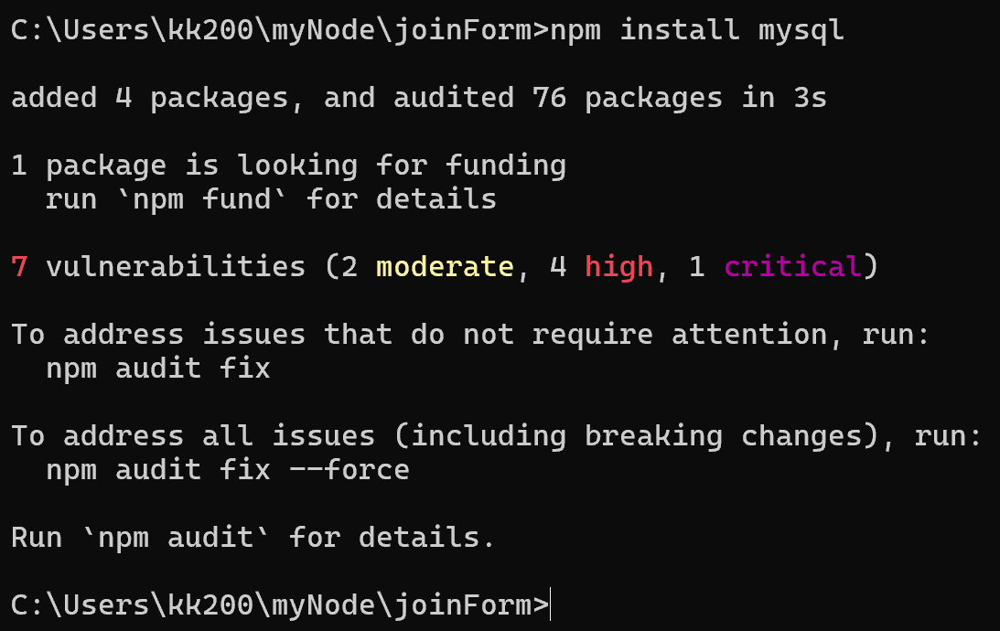 C:\Users\kk200\myNode\joinForm>npm install mysql
added 4 packages, and audited 76 packages in 3s
1 package is looking for funding
  run `npm fund` for details
7 vulnerabilities (2 moderate, 4 high, 1 critical)
To address issues that do not require attention, run:
  npm audit fix
To address all issues (including breaking changes), run:
  npm audit fix --force
Run `npm audit` for details.
C:\Users\kk200\myNode\joinForm>